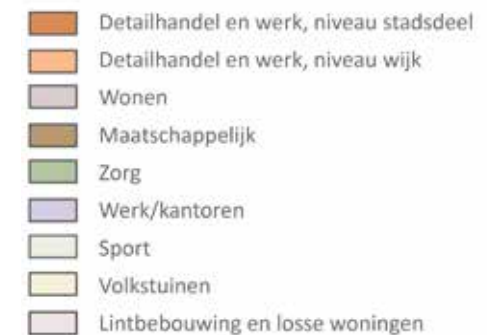 Detailhandel en werk, niveau stadsdeel
Detailhandel en werk, niveau wijk
Wonen
Maatschappelijk
Zorg
Werk/kantoren
Sport
Volkstuinen
Lintbebouwing en losse woningen